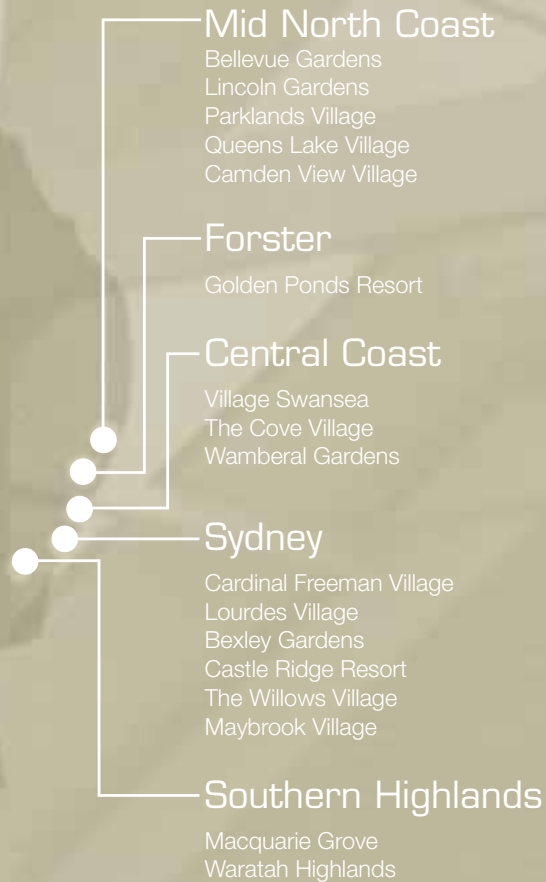 Mid North Coast
Bellevue Gardens
Lincoln Gardens
Parklands Village
Queens Lake Village
Camden View Village
Forster
Golden Ponds Resort
Central Coast
Village Swansea
The Cove Village
Wamberal Gardens
Sydney
Cardinal Freeman Village
Lourdes Village
Bexley Gardens
Castle Ridge Resort
The Willows Village
Maybrook Village
Southern Highlands
Macquarie Grove
Waratah Highlands